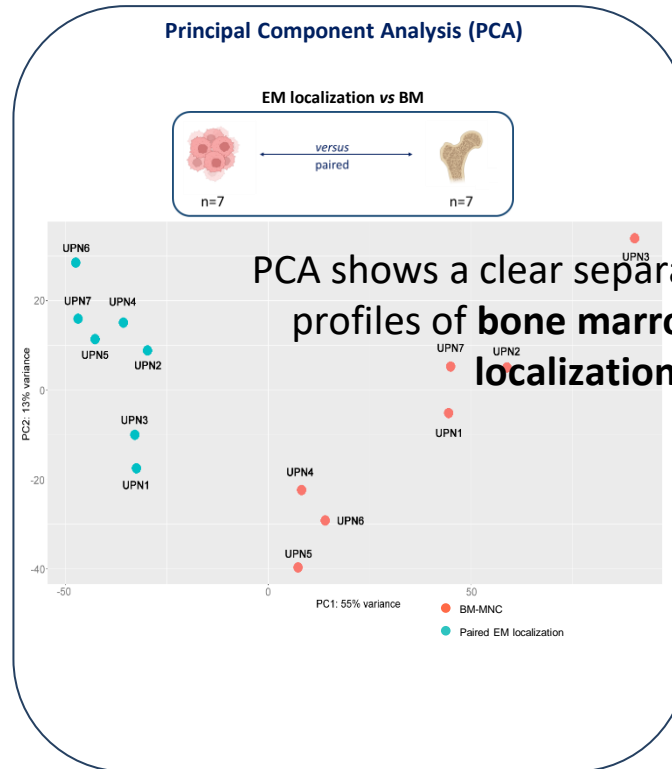 Principal Component Analysis (PCA)
EM localization vs BM
versus
paired
n=7
n=7
UPN6
UPN3
PCA shows a clear separa
20
UPN7
UPN4
profiles of bone marro
UPN5
UPN2
UPN7
UPN2
localization
PC2: 13% variance
0
UPN3
UPN1
UPN1
-20
UPN4
UPN6
UPN5
-40
-50
0
50
PC1: 55% variance
BM-MNC
Paired EM localization